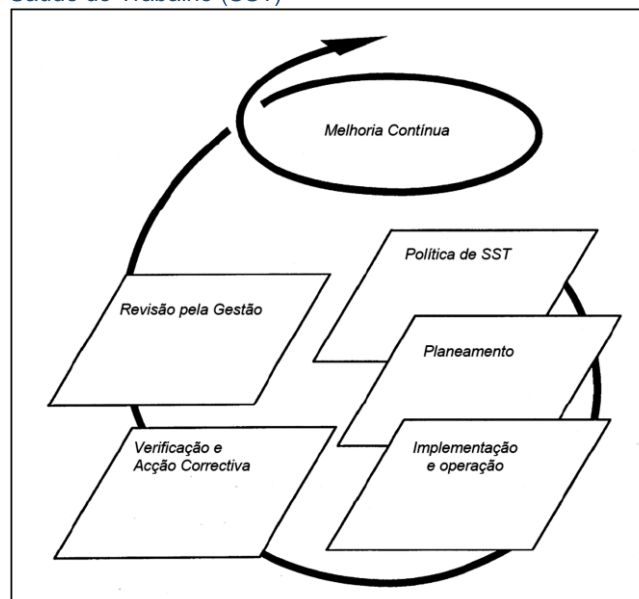 Saúde do Trabalho (SST)
Melhoria Contínua
Política de SST
Revisão pela Gestão
Planeamento
Verificação e
Acção Correctiva
Implementação
e operação